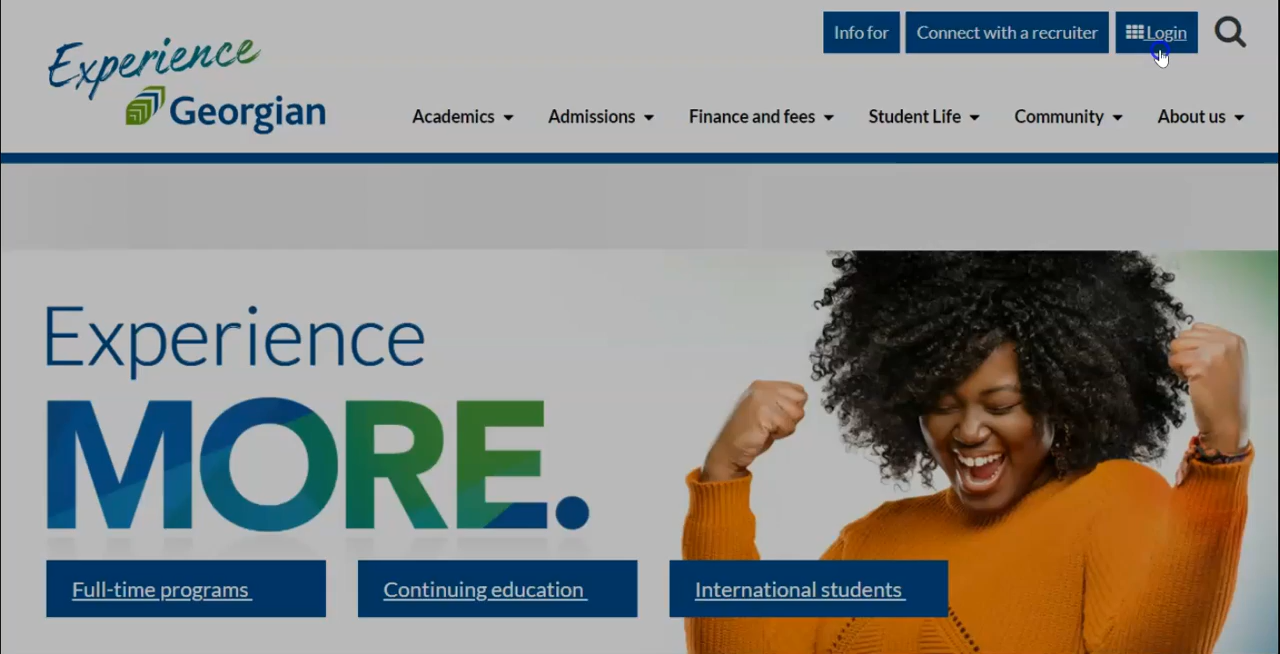 Info for Connect with a recruiter Login
Experience
Georgian
Academics Admissions Finance and fees Student Life Community About us
Experience
MORE.
Full-time programs Continuing education International students